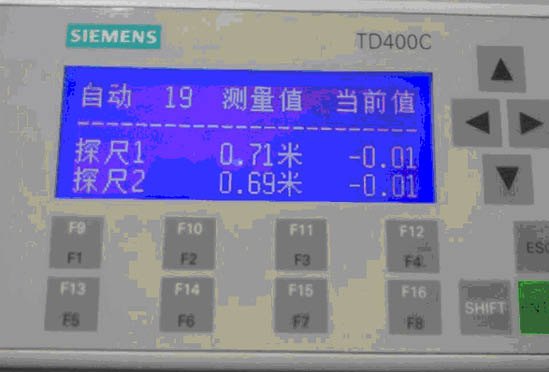 SIEMENS
TD400C
自动 19 测量值 当前值
--------------------------------
探尺1 0.71米 -0.01
探尺2 0.69米 -0.01
F9 F10 F11 F12
F1 F2 F3 F4
F13 F14 F15 F16
F5 F6 F7 F8
SHIFT
ESC